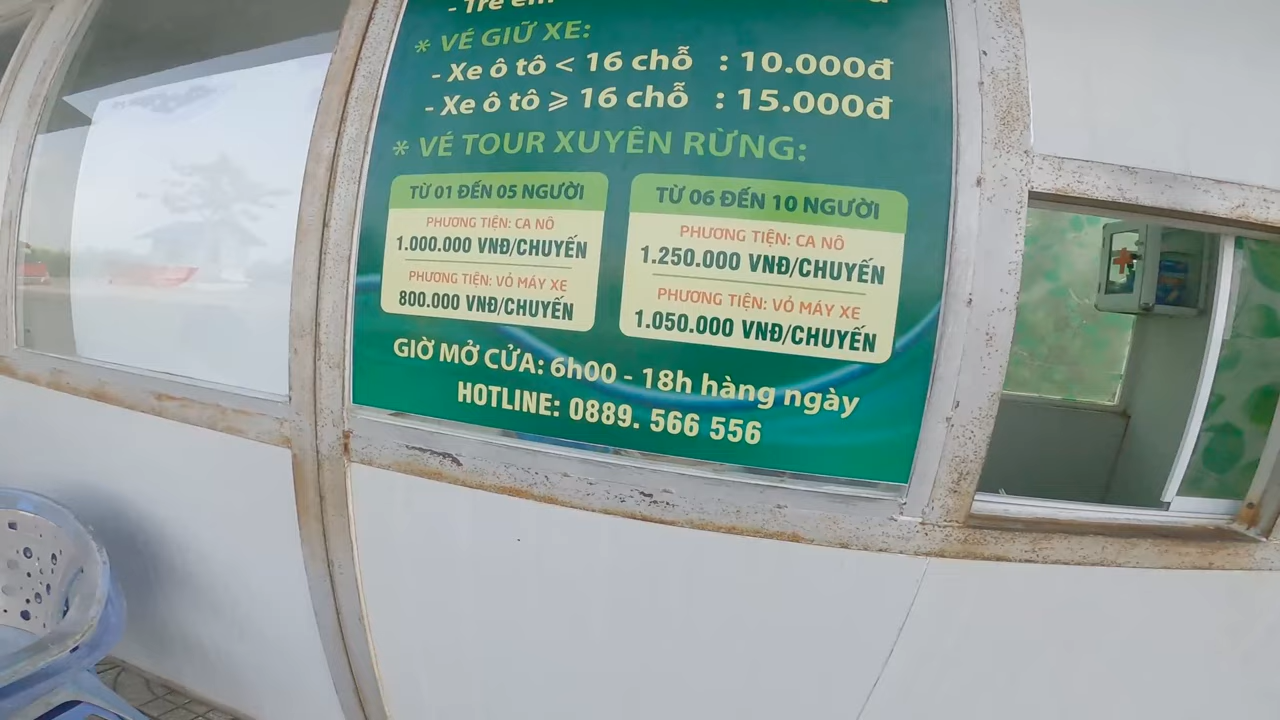 - Trẻ em
* VÉ GIỮ XE:
- Xe ô tô < 16 chỗ : 10.000đ
- Xe ô tô ⩾ 16 chỗ : 15.000đ
* VÉ TOUR XUYÊN RỪNG:
TỪ 01 ĐẾN 05 NGƯỜI
PHƯƠNG TIỆN: CA NÔ
1.000.000 VNĐ/CHUYẾN
PHƯƠNG TIỆN: VỎ MÁY XE
800.000 VNĐ/CHUYẾN
TỪ 06 ĐẾN 10 NGƯỜI
PHƯƠNG TIỆN: CA NÔ
1.250.000 VNĐ/CHUYẾN
PHƯƠNG TIỆN: VỎ MÁY XE
1.050.000 VNĐ/CHUYẾN
GIỜ MỞ CỬA: 6h00 - 18h hàng ngày
HOTLINE: 0889. 566 556